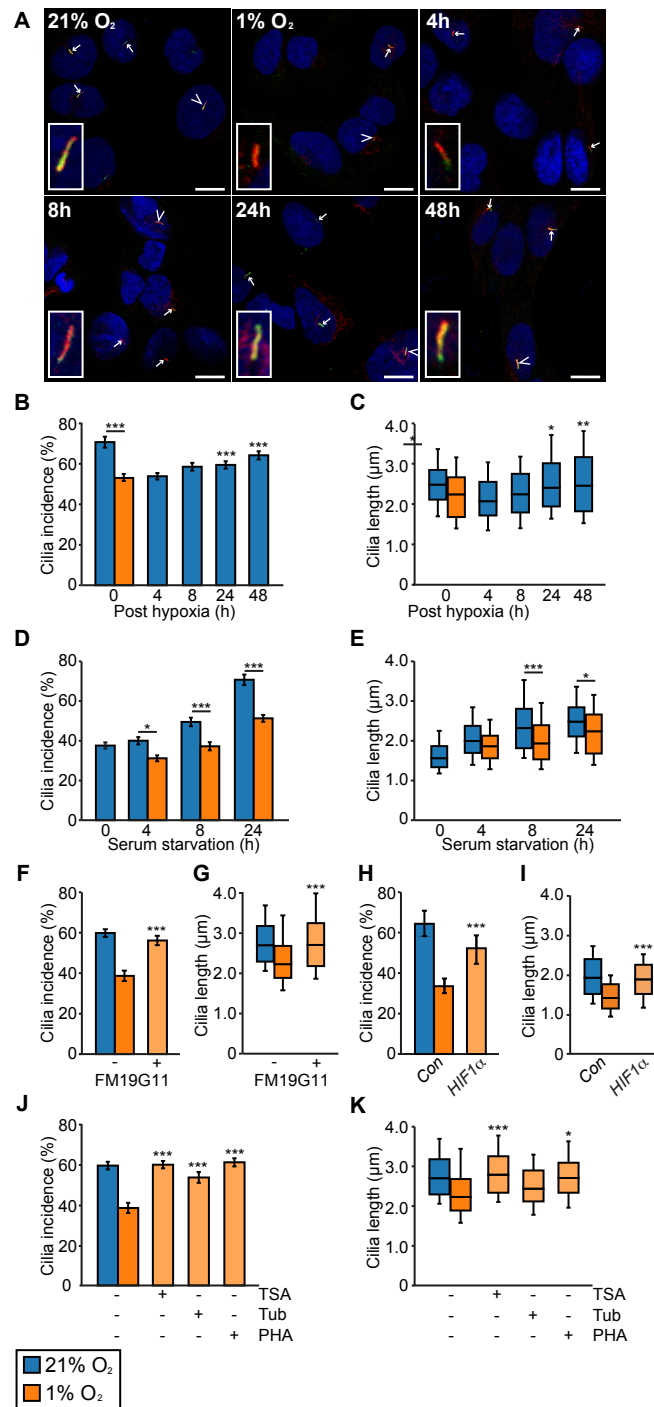 A
21% O2
1% O2
4h
8h
24h
48h
B
Cilia incidence (%)
80
60
40
20
0
***
***
***
0 4 8 24 48
Post hypoxia (h)
C
Cilia length (μm)
4.0
3.0
2.0
1.0
0
*
*
**
0 4 8 24 48
Post hypoxia (h)
D
Cilia incidence (%)
80
60
40
20
0
*
***
***
0 4 8 24
Serum starvation (h)
E
Cilia length (μm)
4.0
3.0
2.0
1.0
0
***
*
0 4 8 24
Serum starvation (h)
F
Cilia incidence (%)
80
60
40
20
0
***
- +
FM19G11
G
Cilia length (μm)
4.0
3.0
2.0
1.0
0
***
- +
FM19G11
H
Cilia incidence (%)
80
60
40
20
0
***
Con HIF1α
I
Cilia length (μm)
4.0
3.0
2.0
1.0
0
***
Con HIF1α
J
Cilia incidence (%)
80
60
40
20
0
*** *** ***
- + - - TSA
- - + - Tub
- - - + PHA
K
Cilia length (μm)
4.0
3.0
2.0
1.0
0
***
*
- + - - TSA
- - + - Tub
- - - + PHA
21% O2
1% O2